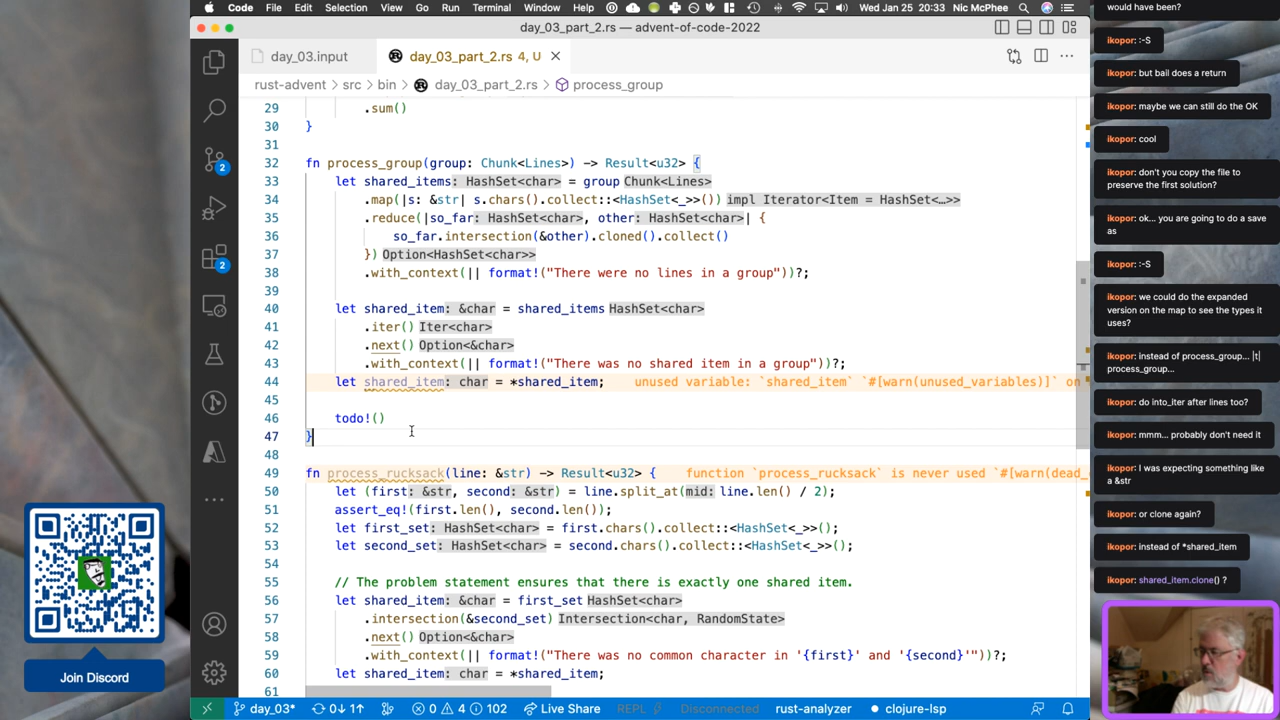 Code File Edit Selection View Go Run Terminal Window Help Wed Jan 25 20:33 Nic McPhee
day_03_part_2.rs — advent-of-code-2022
day_03.input
day_03_part_2.rs 4, U
rust-advent > src > bin > day_03_part_2.rs > process_group
29 .sum()
30 }
31
32 fn process_group(group: Chunk<Lines>) -> Result<u32> {
33 let shared_items: HashSet<char> = group Chunk<Lines>
34 .map(|s: &str| s.chars().collect::<HashSet<_>>()) impl Iterator<Item = HashSet<…>>
35 .reduce(|so_far: HashSet<char>, other: HashSet<char>| {
36 so_far.intersection(&other).cloned().collect()
37 }) Option<HashSet<char>>
38 .with_context(|| format!("There were no lines in a group"))?;
39
40 let shared_item: &char = shared_items HashSet<char>
41 .iter() Iter<char>
42 .next() Option<&char>
43 .with_context(|| format!("There was no shared item in a group"))?;
44 let shared_item: char = *shared_item; unused variable: `shared_item` `#[warn(unused_variables)]` on
45
46 todo!()
47 }
48
49 fn process_rucksack(line: &str) -> Result<u32> { function `process_rucksack` is never used `#[warn(dead_
50 let (first: &str, second: &str) = line.split_at(mid: line.len() / 2);
51 assert_eq!(first.len(), second.len());
52 let first_set: HashSet<char> = first.chars().collect::<HashSet<_>>();
53 let second_set: HashSet<char> = second.chars().collect::<HashSet<_>>();
54
55 // The problem statement ensures that there is exactly one shared item.
56 let shared_item: &char = first_set HashSet<char>
57 .intersection(&second_set) Intersection<char, RandomState>
58 .next() Option<&char>
59 .with_context(|| format!("There was no common character in '{first}' and '{second}'"))?;
60 let shared_item: char = *shared_item;
61
2
2
day_03* 0↓ 1↑ 0 4 102 Live Share REPL Disconnected rust-analyzer clojure-lsp
Join Discord
would have been?
ikopor: :-S
ikopor: but bail does a return
ikopor: maybe we can still do the OK
ikopor: cool
ikopor: don't you copy the file to
preserve the first solution?
ikopor: ok... you are going to do a save
as
ikopor: :-S
ikopor: we could do the expanded
version on the map to see the types it
uses?
ikopor: instead of process_group... |t|
process_group...
ikopor: do into_iter after lines too?
ikopor: mmm... probably don't need it
ikopor: I was expecting something like
a &str
ikopor: or clone again?
ikopor: instead of *shared_item
ikopor: shared_item.clone() ?